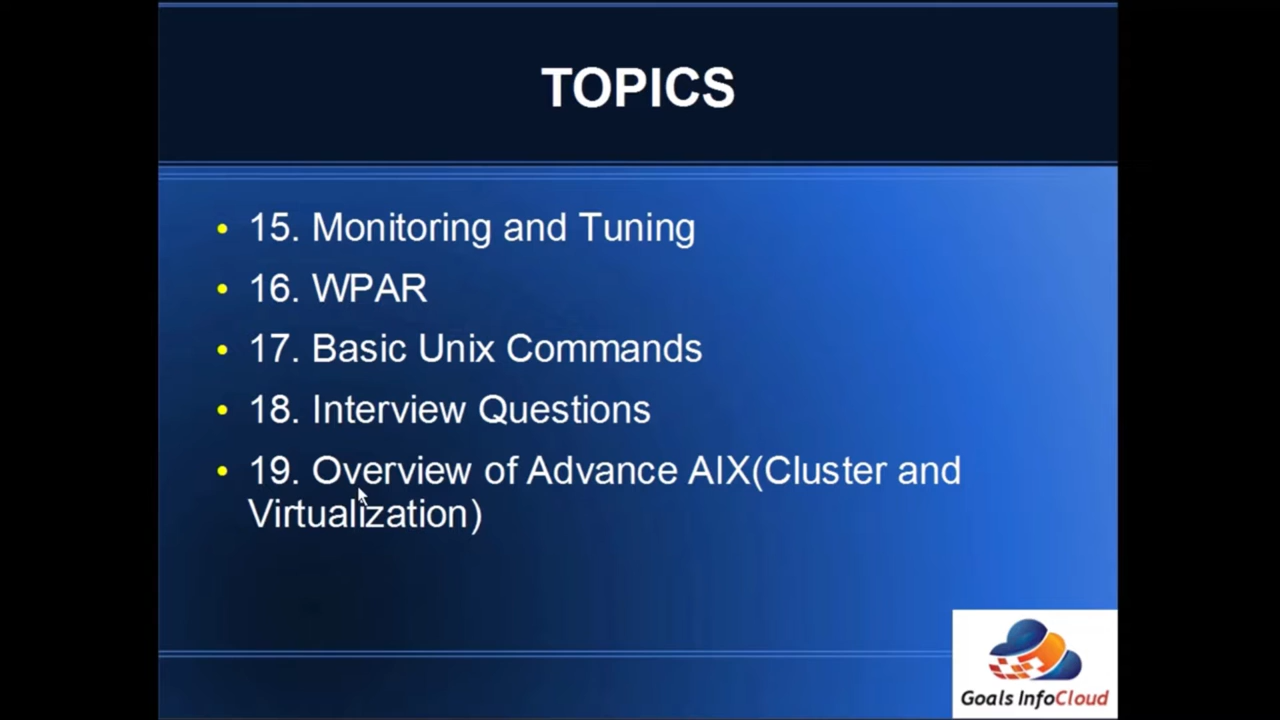 TOPICS
• 15. Monitoring and Tuning
• 16. WPAR
• 17. Basic Unix Commands
• 18. Interview Questions
• 19. Overview of Advance AIX(Cluster and
Virtualization)
Goals InfoCloud